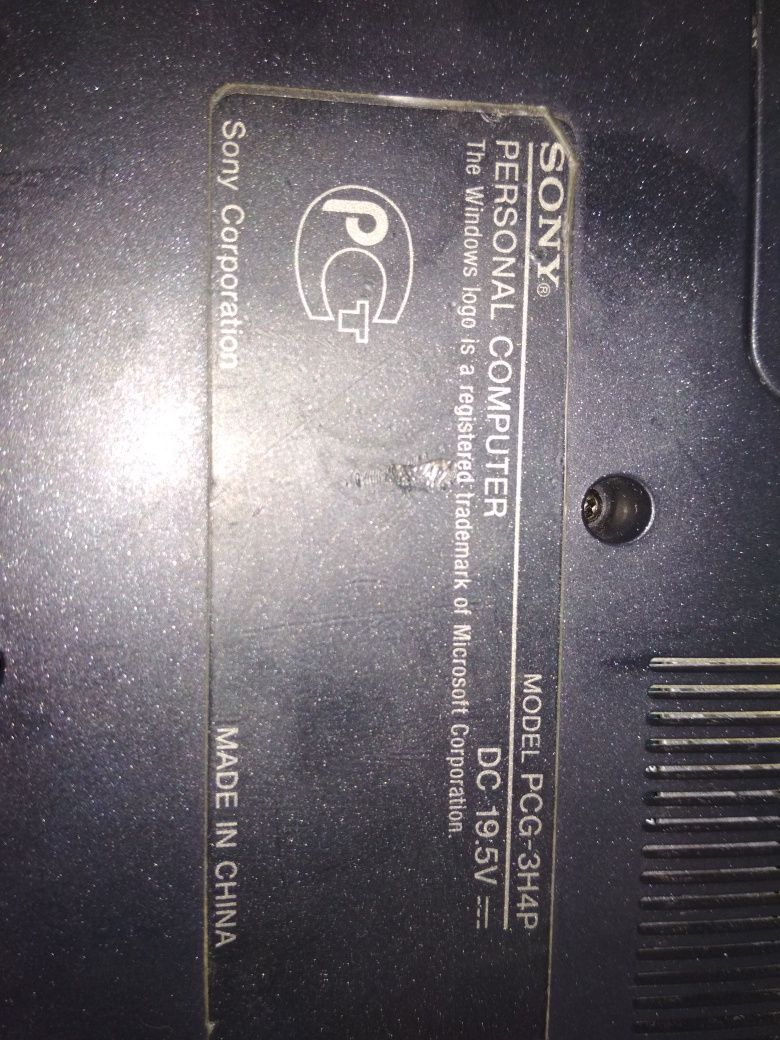 SONY®
MODEL PCG-3H4P
PERSONAL COMPUTER
DC 19.5V ⎓
The Windows logo is a registered trademark of Microsoft Corporation.
РСТ
Sony Corporation
MADE IN CHINA